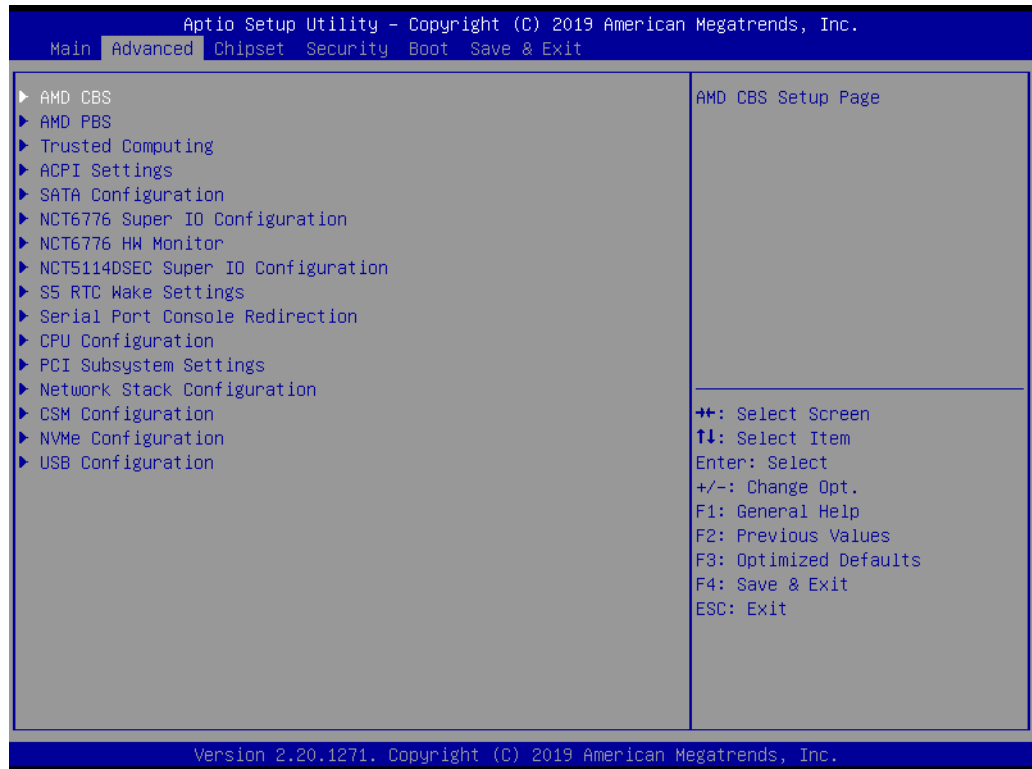 Aptio Setup Utility – Copyright (C) 2019 American Megatrends, Inc.
Main Advanced Chipset Security Boot Save & Exit
▶ AMD CBS
▶ AMD PBS
▶ Trusted Computing
▶ ACPI Settings
▶ SATA Configuration
▶ NCT6776 Super IO Configuration
▶ NCT6776 HW Monitor
▶ NCT5114DSEC Super IO Configuration
▶ S5 RTC Wake Settings
▶ Serial Port Console Redirection
▶ CPU Configuration
▶ PCI Subsystem Settings
▶ Network Stack Configuration
▶ CSM Configuration
▶ NVMe Configuration
▶ USB Configuration
AMD CBS Setup Page
→←: Select Screen
↑↓: Select Item
Enter: Select
+/-: Change Opt.
F1: General Help
F2: Previous Values
F3: Optimized Defaults
F4: Save & Exit
ESC: Exit
Version 2.20.1271. Copyright (C) 2019 American Megatrends, Inc.